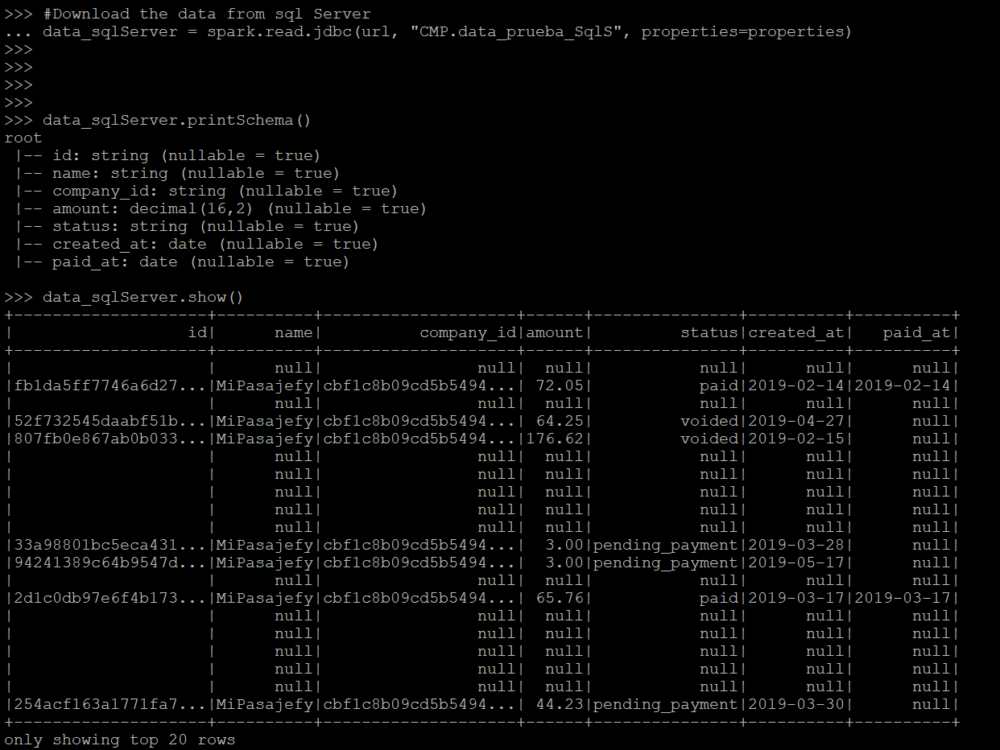 >>> #Download the data from sql Server
... data_sqlServer = spark.read.jdbc(url, "CMP.data_prueba_SqlS", properties=properties)
>>>
>>>
>>>
>>>
>>> data_sqlServer.printSchema()
root
 |-- id: string (nullable = true)
 |-- name: string (nullable = true)
 |-- company_id: string (nullable = true)
 |-- amount: decimal(16,2) (nullable = true)
 |-- status: string (nullable = true)
 |-- created_at: date (nullable = true)
 |-- paid_at: date (nullable = true)

>>> data_sqlServer.show()
+--------------------+----------+--------------------+------+---------------+----------+----------+
|                  id|      name|          company_id|amount|         status|created_at|   paid_at|
+--------------------+----------+--------------------+------+---------------+----------+----------+
|                    |      null|                null|  null|           null|      null|      null|
|fb1da5ff7746a6d27...|MiPasajefy|cbf1c8b09cd5b5494...| 72.05|           paid|2019-02-14|2019-02-14|
|                    |      null|                null|  null|           null|      null|      null|
|52f732545daabf51b...|MiPasajefy|cbf1c8b09cd5b5494...| 64.25|         voided|2019-04-27|      null|
|807fb0e867ab0b033...|MiPasajefy|cbf1c8b09cd5b5494...|176.62|         voided|2019-02-15|      null|
|                    |      null|                null|  null|           null|      null|      null|
|                    |      null|                null|  null|           null|      null|      null|
|                    |      null|                null|  null|           null|      null|      null|
|                    |      null|                null|  null|           null|      null|      null|
|                    |      null|                null|  null|           null|      null|      null|
|33a98801bc5eca431...|MiPasajefy|cbf1c8b09cd5b5494...|  3.00|pending_payment|2019-03-28|      null|
|94241389c64b9547d...|MiPasajefy|cbf1c8b09cd5b5494...|  3.00|pending_payment|2019-05-17|      null|
|                    |      null|                null|  null|           null|      null|      null|
|2d1c0db97e6f4b173...|MiPasajefy|cbf1c8b09cd5b5494...| 65.76|           paid|2019-03-17|2019-03-17|
|                    |      null|                null|  null|           null|      null|      null|
|                    |      null|                null|  null|           null|      null|      null|
|                    |      null|                null|  null|           null|      null|      null|
|                    |      null|                null|  null|           null|      null|      null|
|                    |      null|                null|  null|           null|      null|      null|
|254acf163a1771fa7...|MiPasajefy|cbf1c8b09cd5b5494...| 44.23|pending_payment|2019-03-30|      null|
+--------------------+----------+--------------------+------+---------------+----------+----------+
only showing top 20 rows